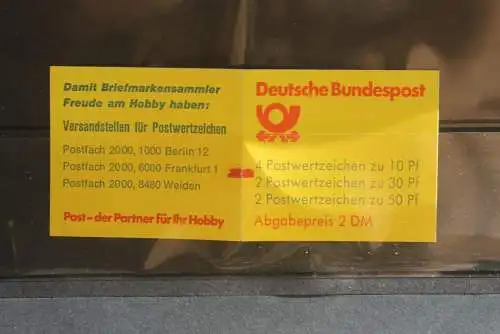 Damit Briefmarkensammler
Freude am Hobby haben:
Versandstellen für Postwertzeichen
Postfach 2000, 1000 Berlin 12
Postfach 2000, 6000 Frankfurt 1
Postfach 2000, 8480 Weiden
Post – der Partner für Ihr Hobby
Deutsche Bundespost
4 Postwertzeichen zu 10 Pf
2 Postwertzeichen zu 30 Pf
2 Postwertzeichen zu 50 Pf
Abgabepreis 2 DM